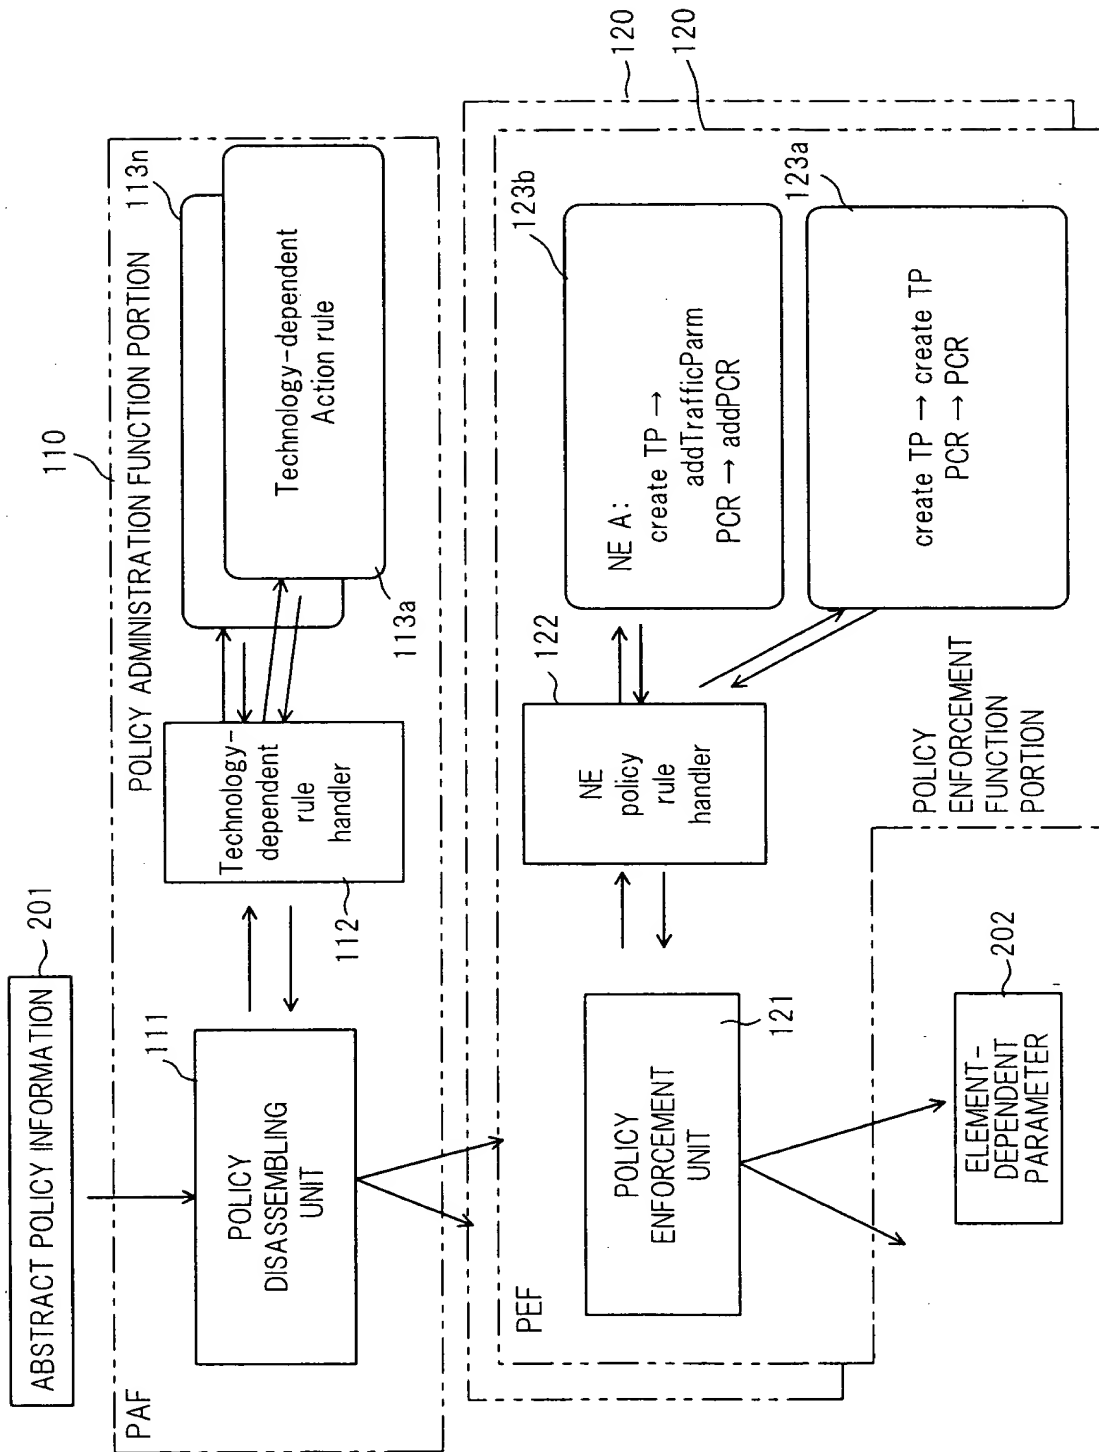 ABSTRACT POLICY INFORMATION
201
PAF
110
POLICY ADMINISTRATION FUNCTION PORTION
111
POLICY
DISASSEMBLING
UNIT
112
Technology-
dependent
rule
handler
113n
113a
Technology-dependent
Action rule
120
120
PEF
POLICY
ENFORCEMENT
UNIT
121
122
NE
policy
rule
handler
123b
NE A:
create TP →
addTrafficParm
PCR → addPCR
123a
create TP → create TP
PCR → PCR
POLICY
ENFORCEMENT
FUNCTION
PORTION
202
ELEMENT-
DEPENDENT
PARAMETER